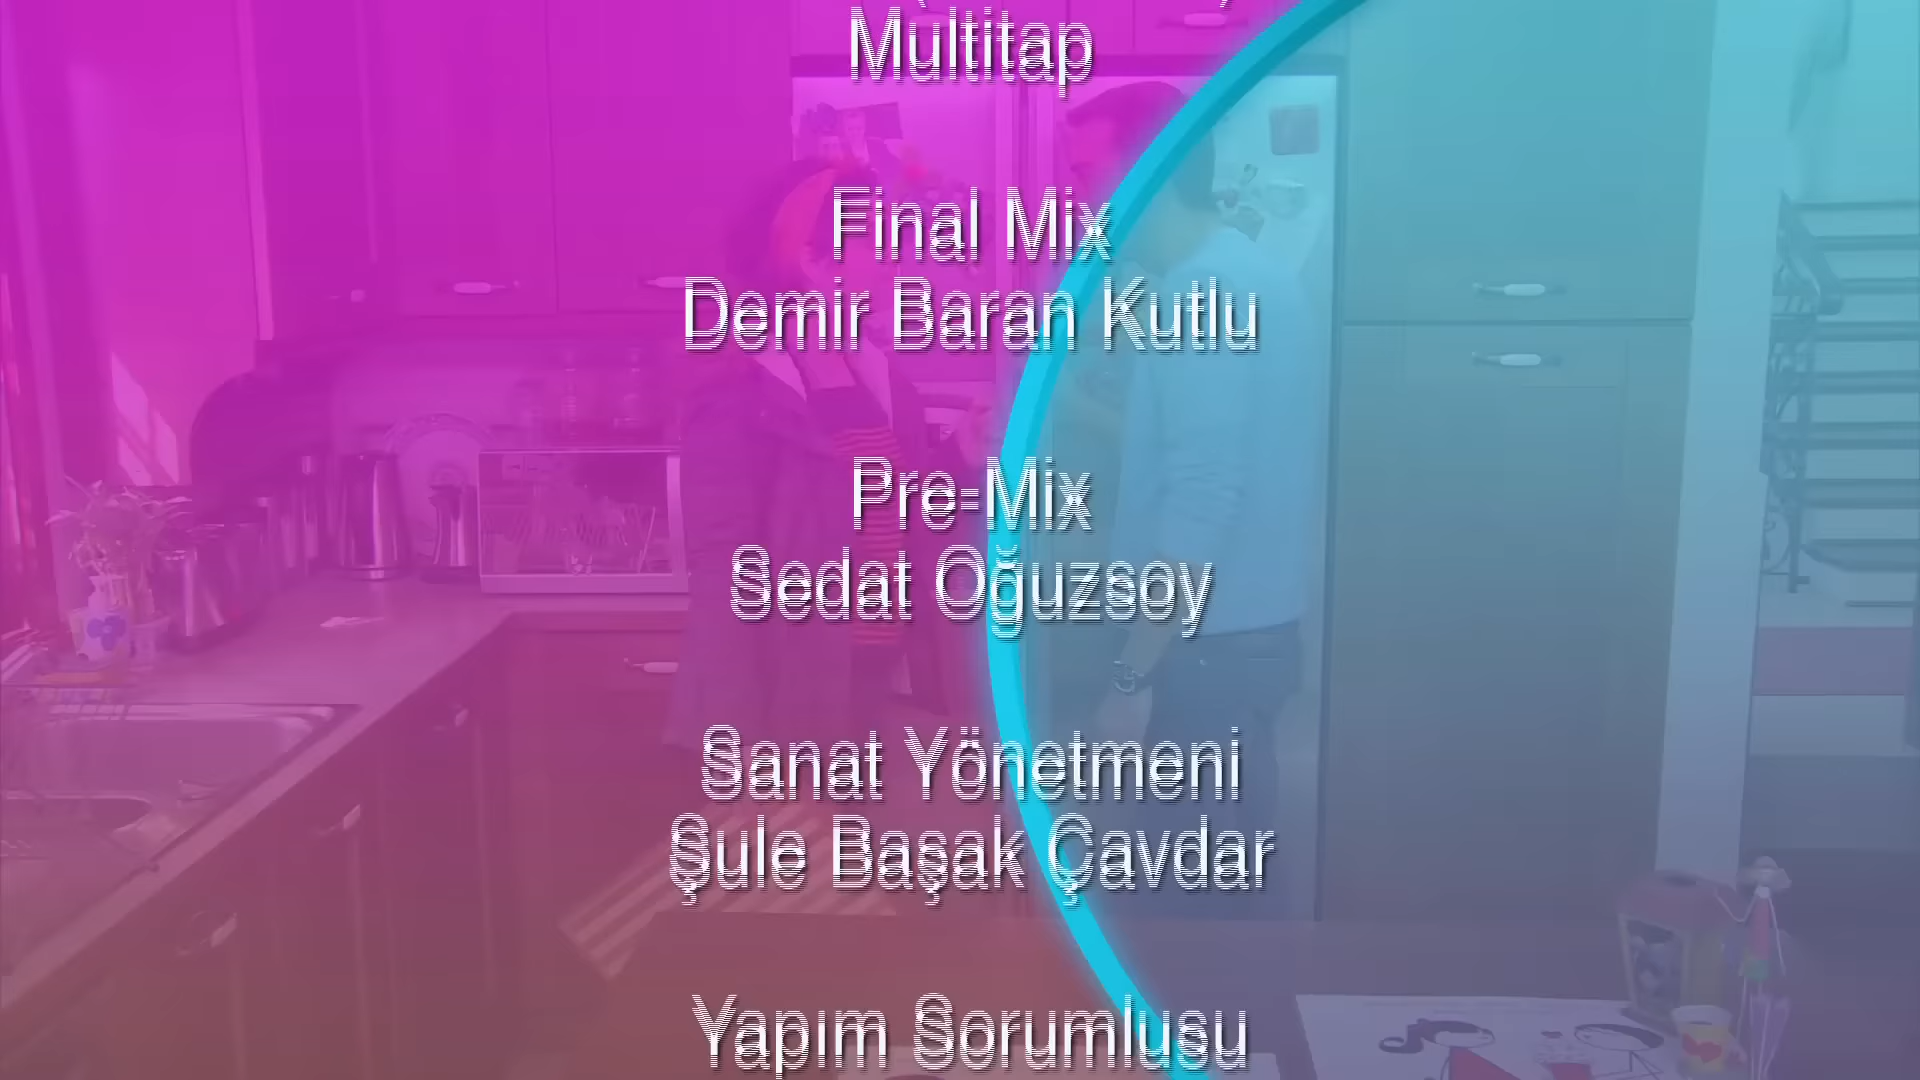 Multitap
Final Mix
Demir Baran Kutlu
Pre-Mix
Sedat Oğuzsoy
Sanat Yönetmeni
Şule Başak Çavdar
Yapım Sorumlusu